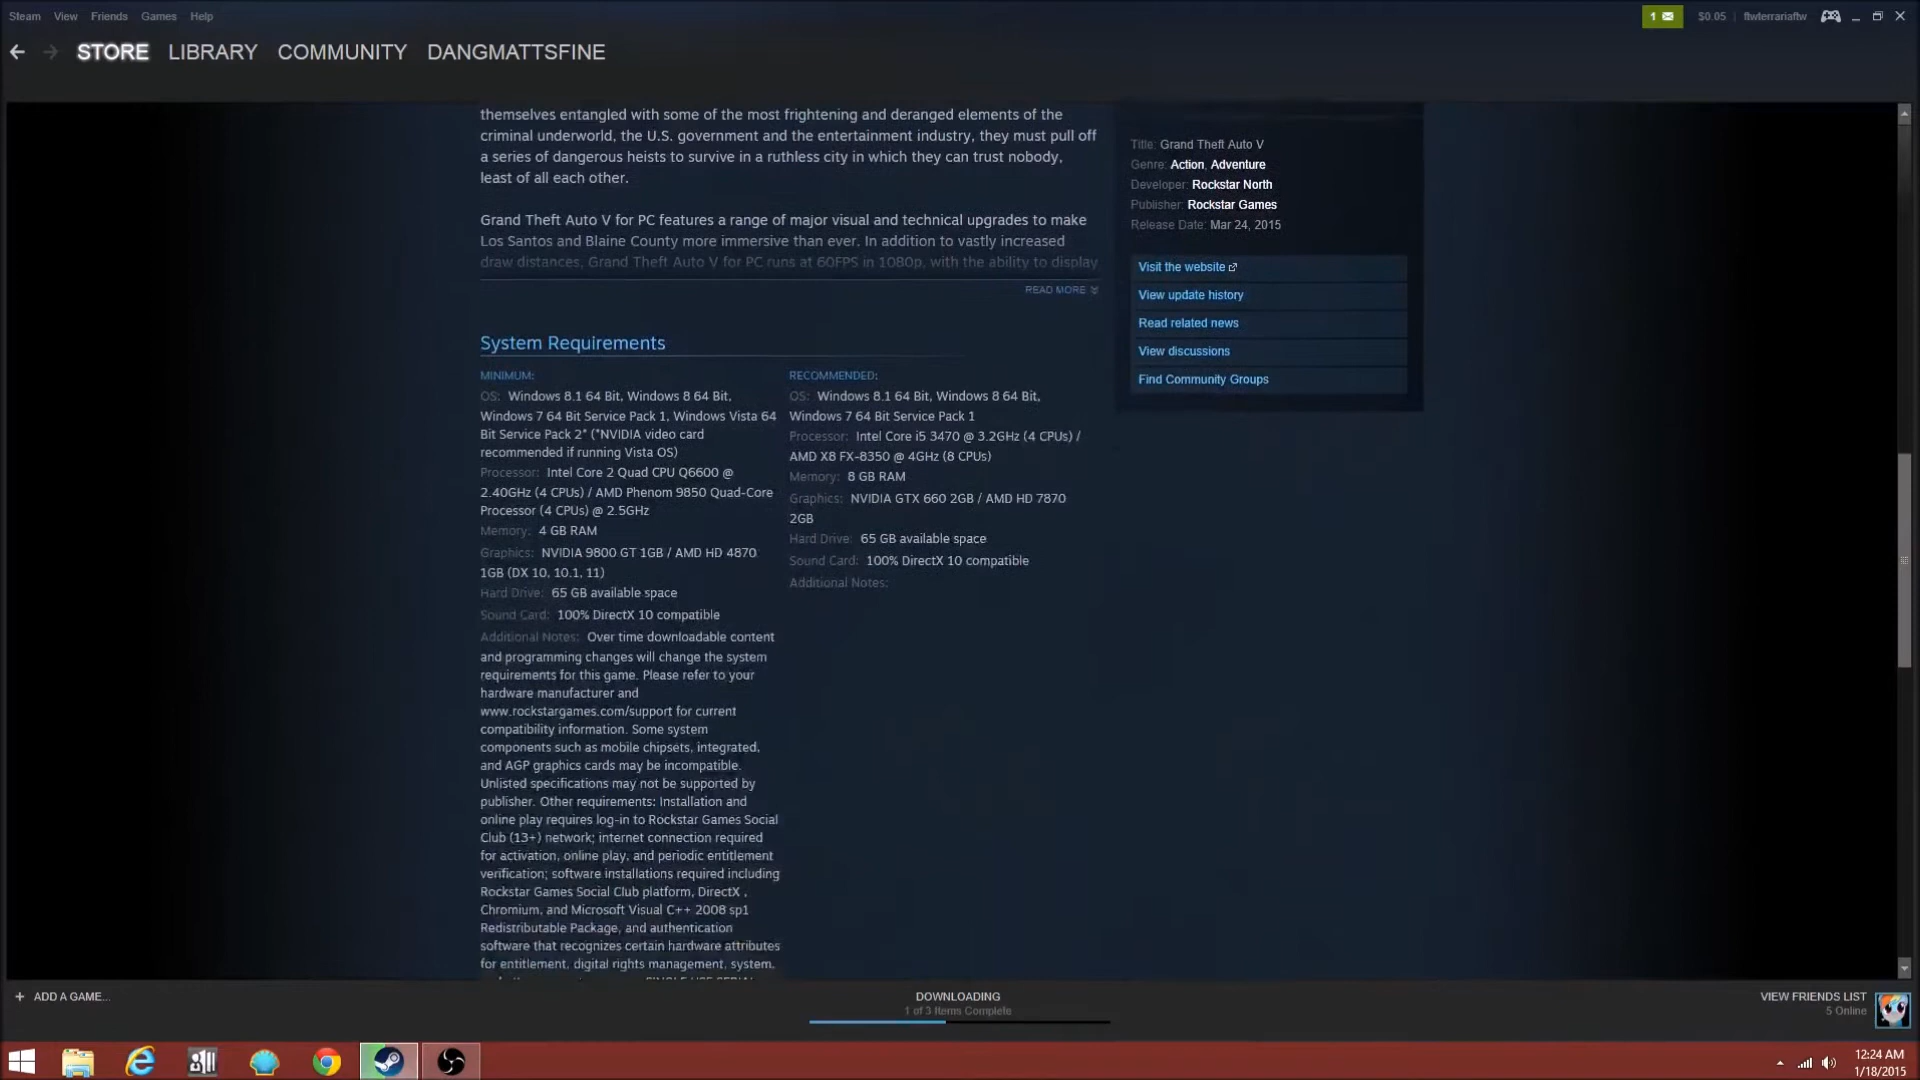 Steam View Friends Games Help
1 $0.05 ftwterrariaftw
STORE LIBRARY COMMUNITY DANGMATTSFINE
themselves entangled with some of the most frightening and deranged elements of the
criminal underworld, the U.S. government and the entertainment industry, they must pull off
a series of dangerous heists to survive in a ruthless city in which they can trust nobody,
least of all each other.
Grand Theft Auto V for PC features a range of major visual and technical upgrades to make
Los Santos and Blaine County more immersive than ever. In addition to vastly increased
draw distances, Grand Theft Auto V for PC runs at 60FPS in 1080p, with the ability to display
READ MORE
Title: Grand Theft Auto V
Genre: Action, Adventure
Developer: Rockstar North
Publisher: Rockstar Games
Release Date: Mar 24, 2015
Visit the website
View update history
Read related news
View discussions
Find Community Groups
System Requirements
MINIMUM:
OS: Windows 8.1 64 Bit, Windows 8 64 Bit,
Windows 7 64 Bit Service Pack 1, Windows Vista 64
Bit Service Pack 2* (*NVIDIA video card
recommended if running Vista OS)
Processor: Intel Core 2 Quad CPU Q6600 @
2.40GHz (4 CPUs) / AMD Phenom 9850 Quad-Core
Processor (4 CPUs) @ 2.5GHz
Memory: 4 GB RAM
Graphics: NVIDIA 9800 GT 1GB / AMD HD 4870
1GB (DX 10, 10.1, 11)
Hard Drive: 65 GB available space
Sound Card: 100% DirectX 10 compatible
Additional Notes: Over time downloadable content
and programming changes will change the system
requirements for this game. Please refer to your
hardware manufacturer and
www.rockstargames.com/support for current
compatibility information. Some system
components such as mobile chipsets, integrated,
and AGP graphics cards may be incompatible.
Unlisted specifications may not be supported by
publisher. Other requirements: Installation and
online play requires log-in to Rockstar Games Social
Club (13+) network; internet connection required
for activation, online play, and periodic entitlement
verification; software installations required including
Rockstar Games Social Club platform, DirectX ,
Chromium, and Microsoft Visual C++ 2008 sp1
Redistributable Package, and authentication
software that recognizes certain hardware attributes
for entitlement, digital rights management, system,
RECOMMENDED:
OS: Windows 8.1 64 Bit, Windows 8 64 Bit,
Windows 7 64 Bit Service Pack 1
Processor: Intel Core i5 3470 @ 3.2GHz (4 CPUs) /
AMD X8 FX-8350 @ 4GHz (8 CPUs)
Memory: 8 GB RAM
Graphics: NVIDIA GTX 660 2GB / AMD HD 7870
2GB
Hard Drive: 65 GB available space
Sound Card: 100% DirectX 10 compatible
Additional Notes:
+ ADD A GAME...
DOWNLOADING
1 of 3 Items Complete
VIEW FRIENDS LIST
5 Online
12:24 AM
1/18/2015